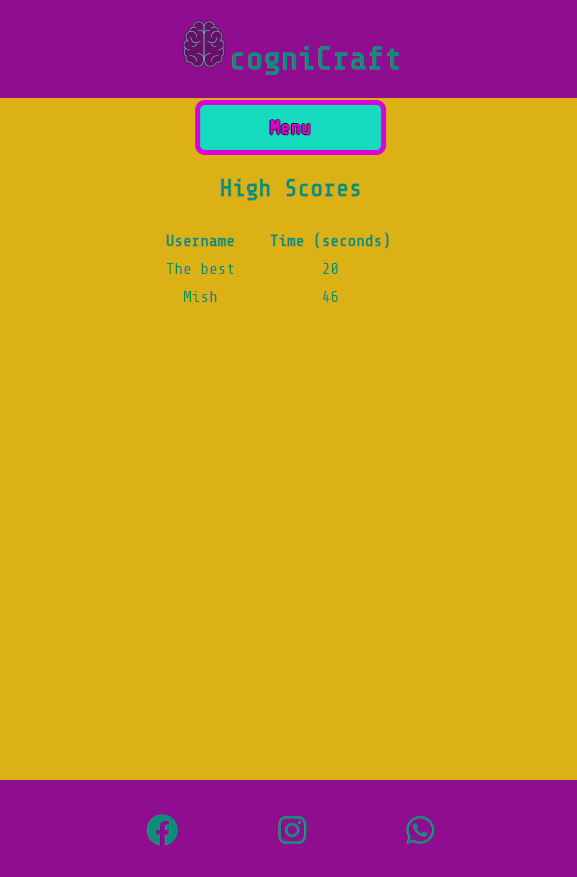 cogniCraft
Menu
High Scores
Username Time (seconds)
The best 20
Mish 46